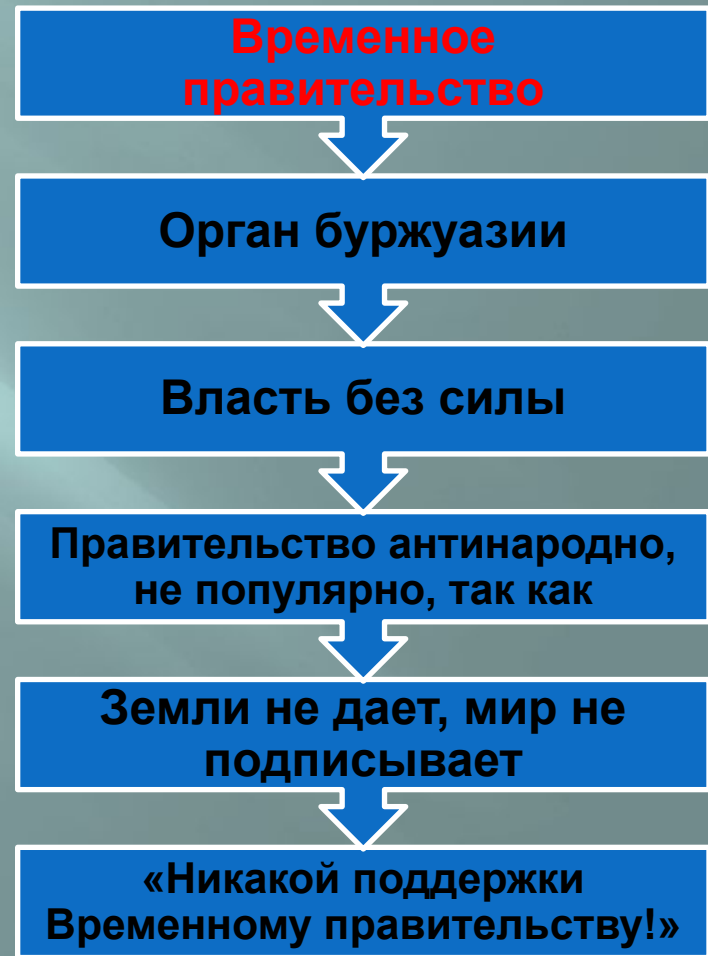 Временное
правительство
Орган буржуазии
Власть без силы
Правительство антинародно,
не популярно, так как
Земли не дает, мир не
подписывает
«Никакой поддержки
Временному правительству!»